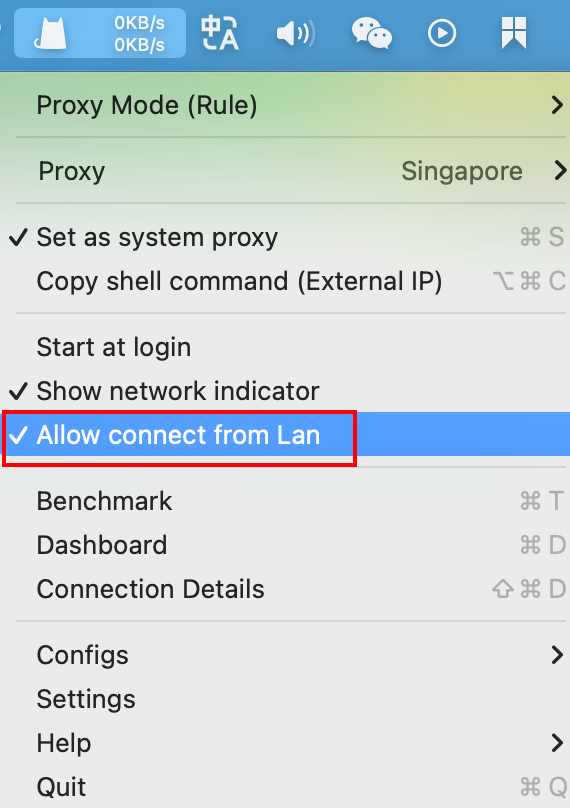 0KB/s
0KB/s
中 A
Proxy Mode (Rule)
Proxy Singapore
Set as system proxy ⌘ S
Copy shell command (External IP) ⌥ ⌘ C
Start at login
Show network indicator
Allow connect from Lan
Benchmark ⌘ T
Dashboard ⌘ D
Connection Details ⇧ ⌘ D
Configs
Settings
Help
Quit ⌘ Q